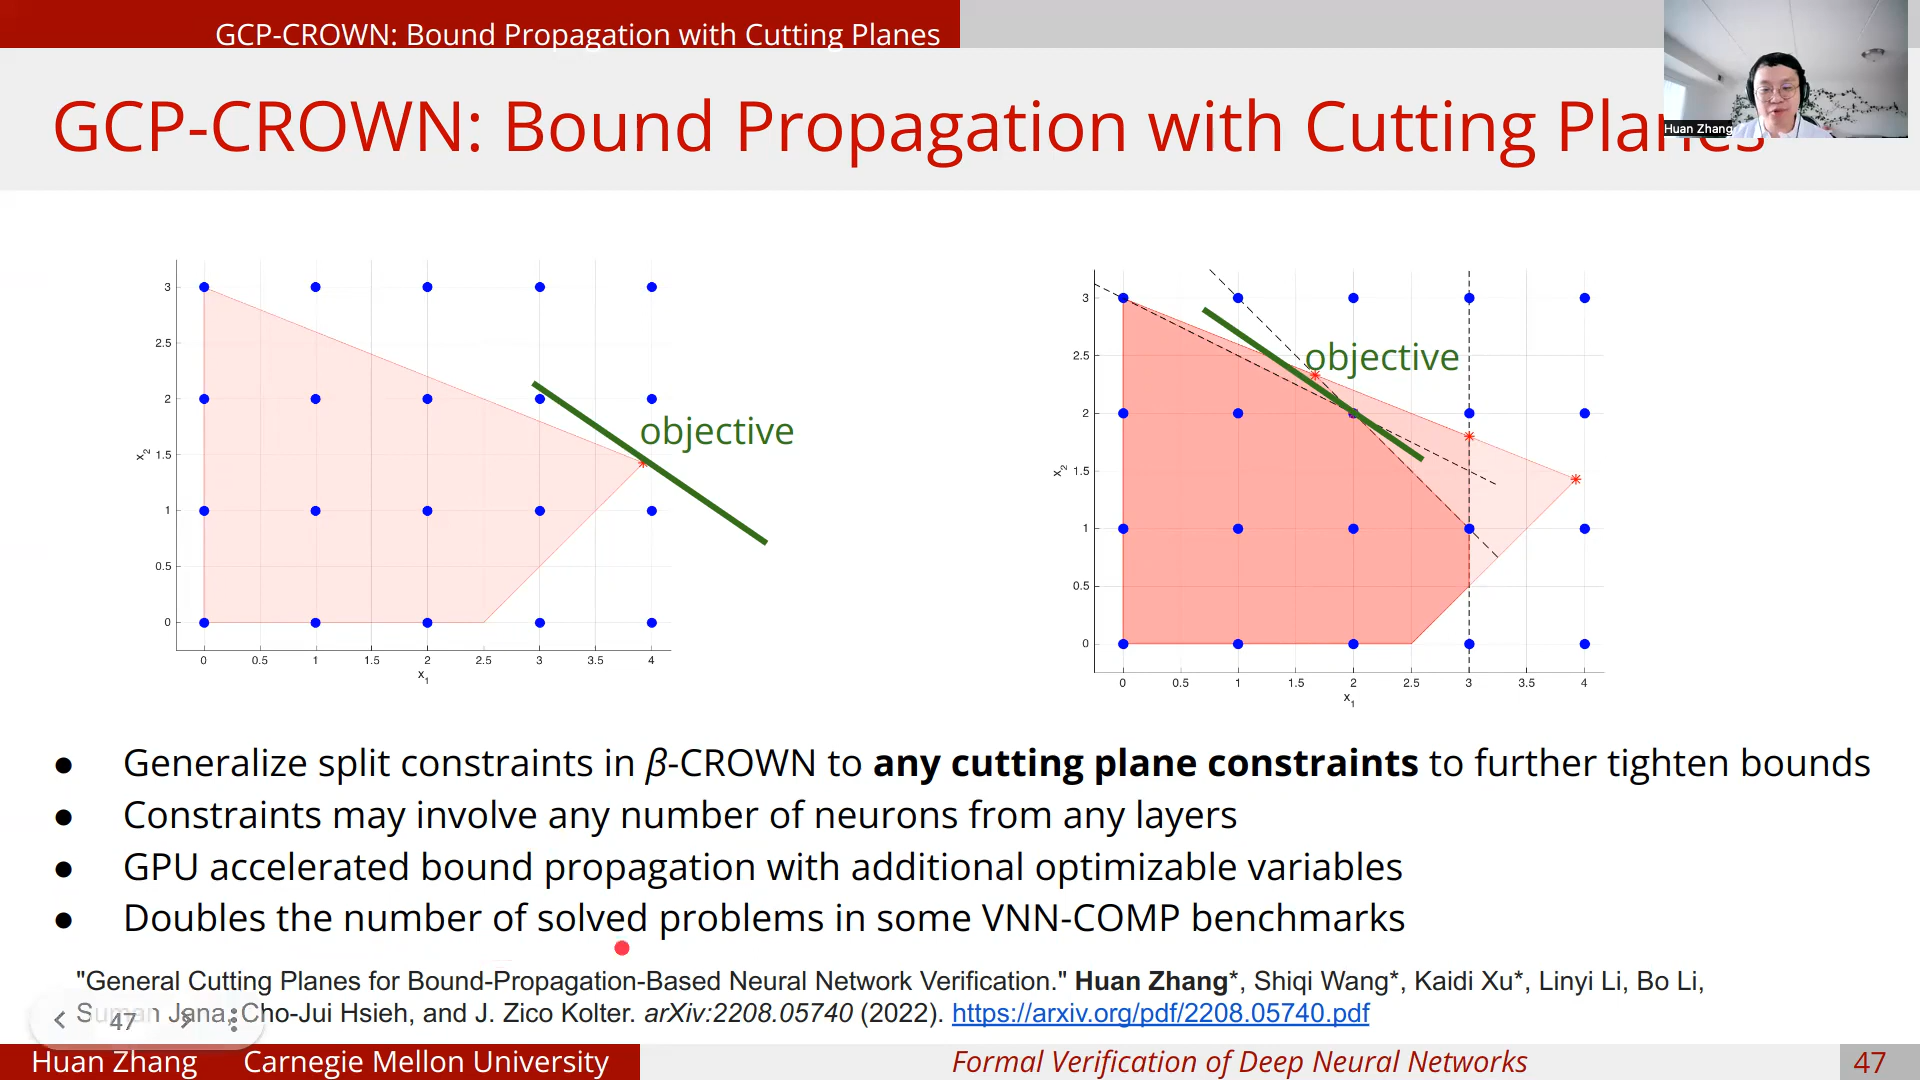 GCP-CROWN: Bound Propagation with Cutting Planes
GCP-CROWN: Bound Propagation with Cutting Planes
Huan Zhang
3
2.5
2
1.5
1
0.5
0
x2
0 0.5 1 1.5 2 2.5 3 3.5 4
x1
objective
3
2.5
2
1.5
1
0.5
0
x2
0 0.5 1 1.5 2 2.5 3 3.5 4
x1
objective
● Generalize split constraints in β-CROWN to any cutting plane constraints to further tighten bounds
● Constraints may involve any number of neurons from any layers
● GPU accelerated bound propagation with additional optimizable variables
● Doubles the number of solved problems in some VNN-COMP benchmarks
"General Cutting Planes for Bound-Propagation-Based Neural Network Verification." Huan Zhang*, Shiqi Wang*, Kaidi Xu*, Linyi Li, Bo Li,
Suman Jana, Cho-Jui Hsieh, and J. Zico Kolter. arXiv:2208.05740 (2022). https://arxiv.org/pdf/2208.05740.pdf
47
Huan Zhang Carnegie Mellon University
Formal Verification of Deep Neural Networks
47